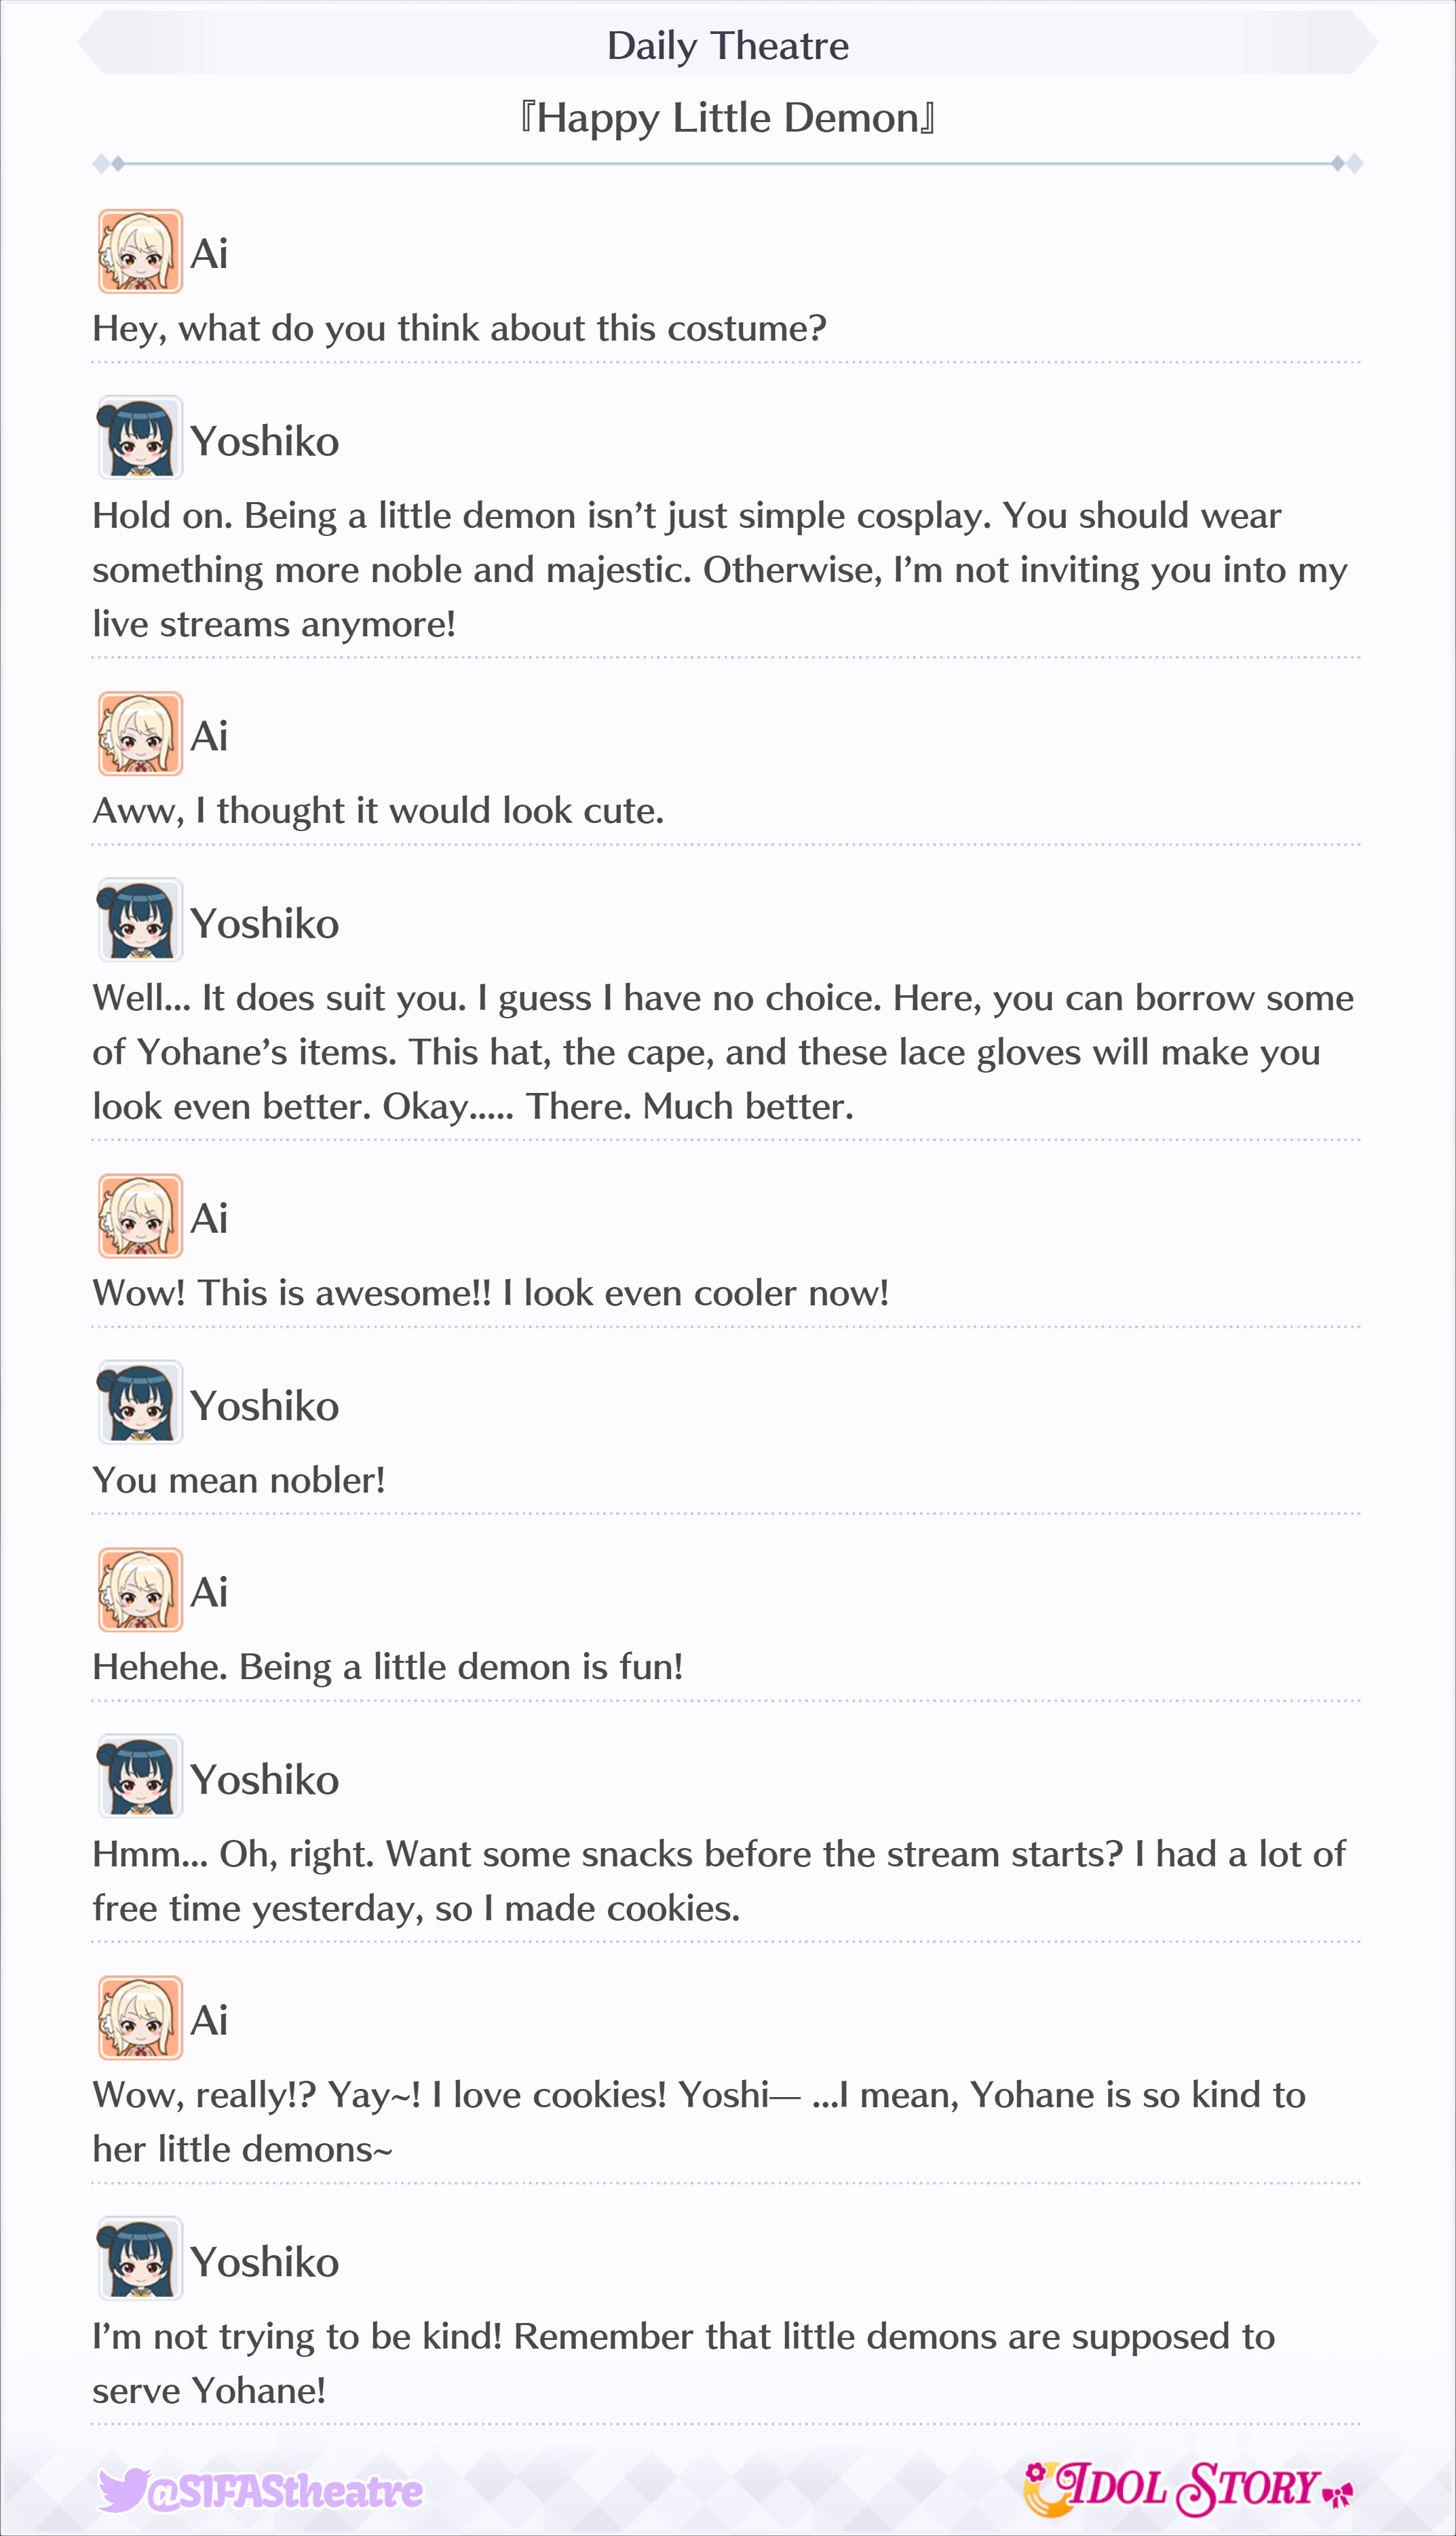 Daily Theatre
『Happy Little Demon』
Ai
Hey, what do you think about this costume?
Yoshiko
Hold on. Being a little demon isn’t just simple cosplay. You should wear
something more noble and majestic. Otherwise, I’m not inviting you into my
live streams anymore!
Ai
Aww, I thought it would look cute.
Yoshiko
Well... It does suit you. I guess I have no choice. Here, you can borrow some
of Yohane’s items. This hat, the cape, and these lace gloves will make you
look even better. Okay..... There. Much better.
Ai
Wow! This is awesome!! I look even cooler now!
Yoshiko
You mean nobler!
Ai
Hehehe. Being a little demon is fun!
Yoshiko
Hmm... Oh, right. Want some snacks before the stream starts? I had a lot of
free time yesterday, so I made cookies.
Ai
Wow, really!? Yay~! I love cookies! Yoshi— ...I mean, Yohane is so kind to
her little demons~
Yoshiko
I’m not trying to be kind! Remember that little demons are supposed to
serve Yohane!
@SIFAStheatre
IDOL STORY